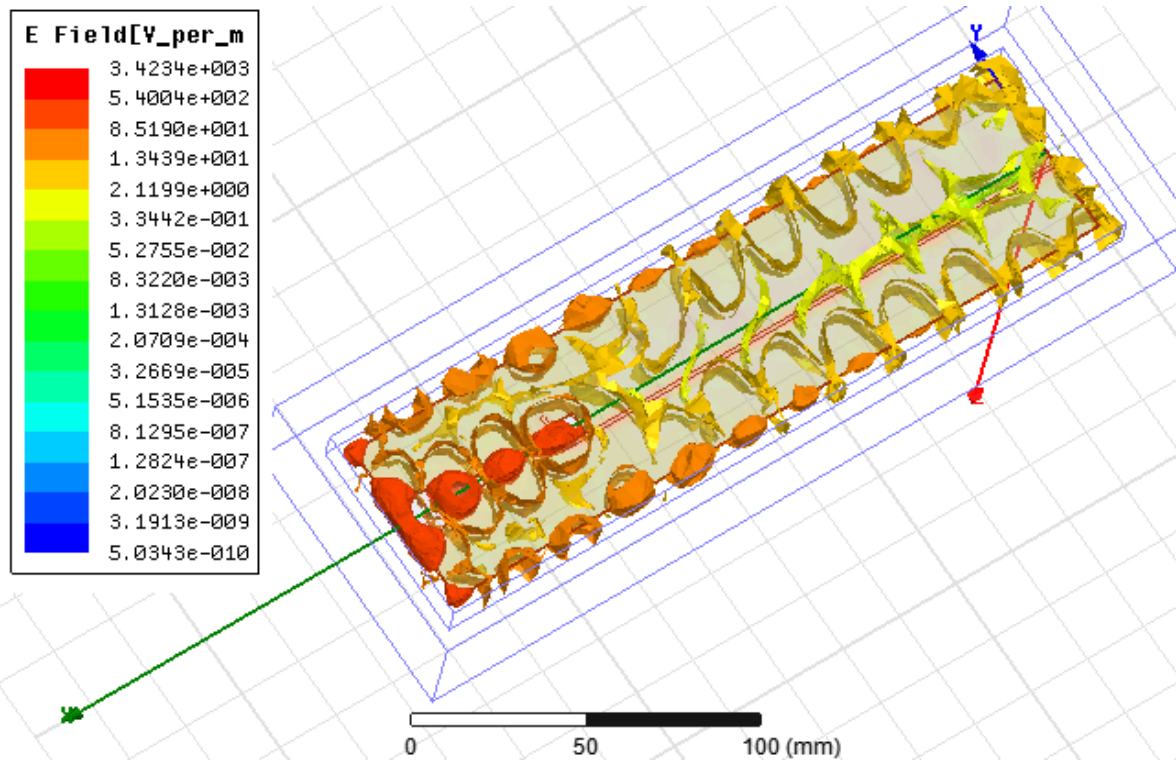 E Field[V_per_m
3.4234e+003
5.4004e+002
8.5190e+001
1.3439e+001
2.1199e+000
3.3442e-001
5.2755e-002
8.3220e-003
1.3128e-003
2.0709e-004
3.2669e-005
5.1535e-006
8.1295e-007
1.2824e-007
2.0230e-008
3.1913e-009
5.0343e-010
Y
0 50 100 (mm)